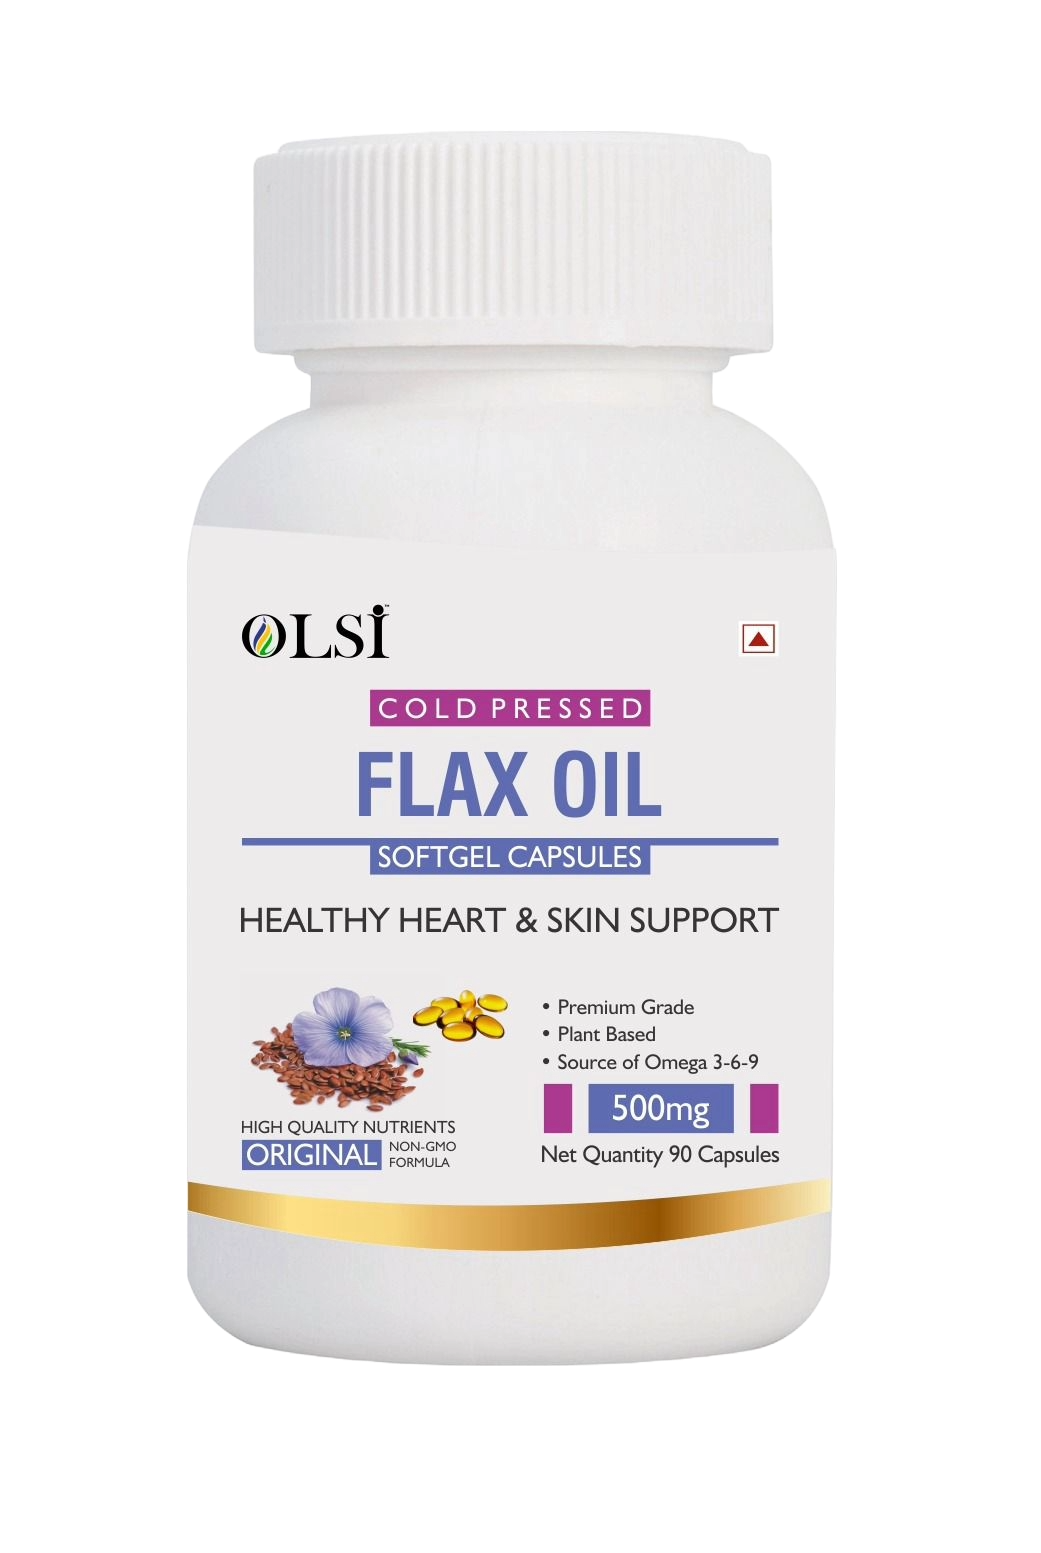 OLSi™
COLD PRESSED
FLAX OIL
SOFTGEL CAPSULES
HEALTHY HEART & SKIN SUPPORT
• Premium Grade
• Plant Based
• Source of Omega 3-6-9
500mg
Net Quantity 90 Capsules
HIGH QUALITY NUTRIENTS
ORIGINAL
NON-GMO
FORMULA